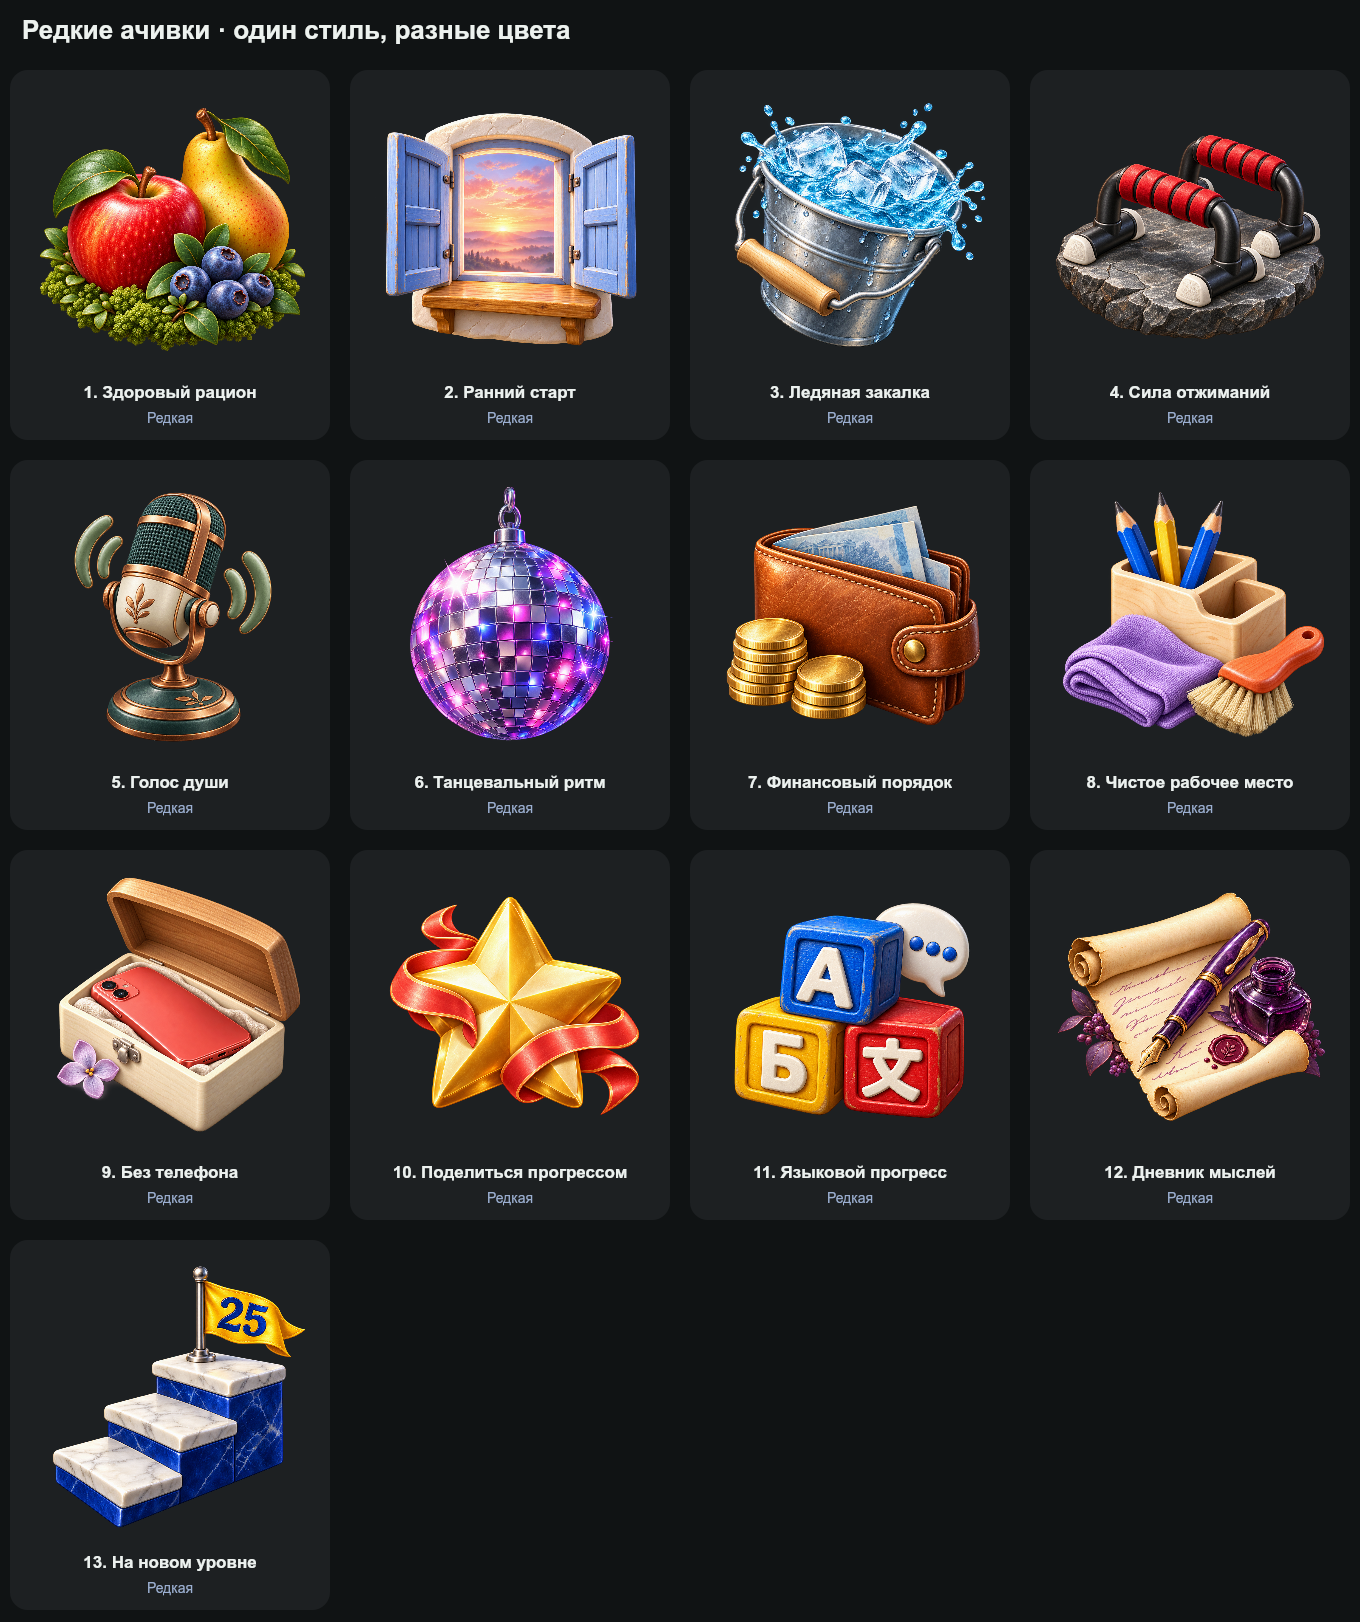 Редкие ачивки · один стиль, разные цвета
1. Здоровый рацион
Редкая
2. Ранний старт
Редкая
3. Ледяная закалка
Редкая
4. Сила отжиманий
Редкая
5. Голос души
Редкая
6. Танцевальный ритм
Редкая
7. Финансовый порядок
Редкая
8. Чистое рабочее место
Редкая
9. Без телефона
Редкая
10. Поделиться прогрессом
Редкая
А
Б
文
11. Языковой прогресс
Редкая
12. Дневник мыслей
Редкая
25
13. На новом уровне
Редкая